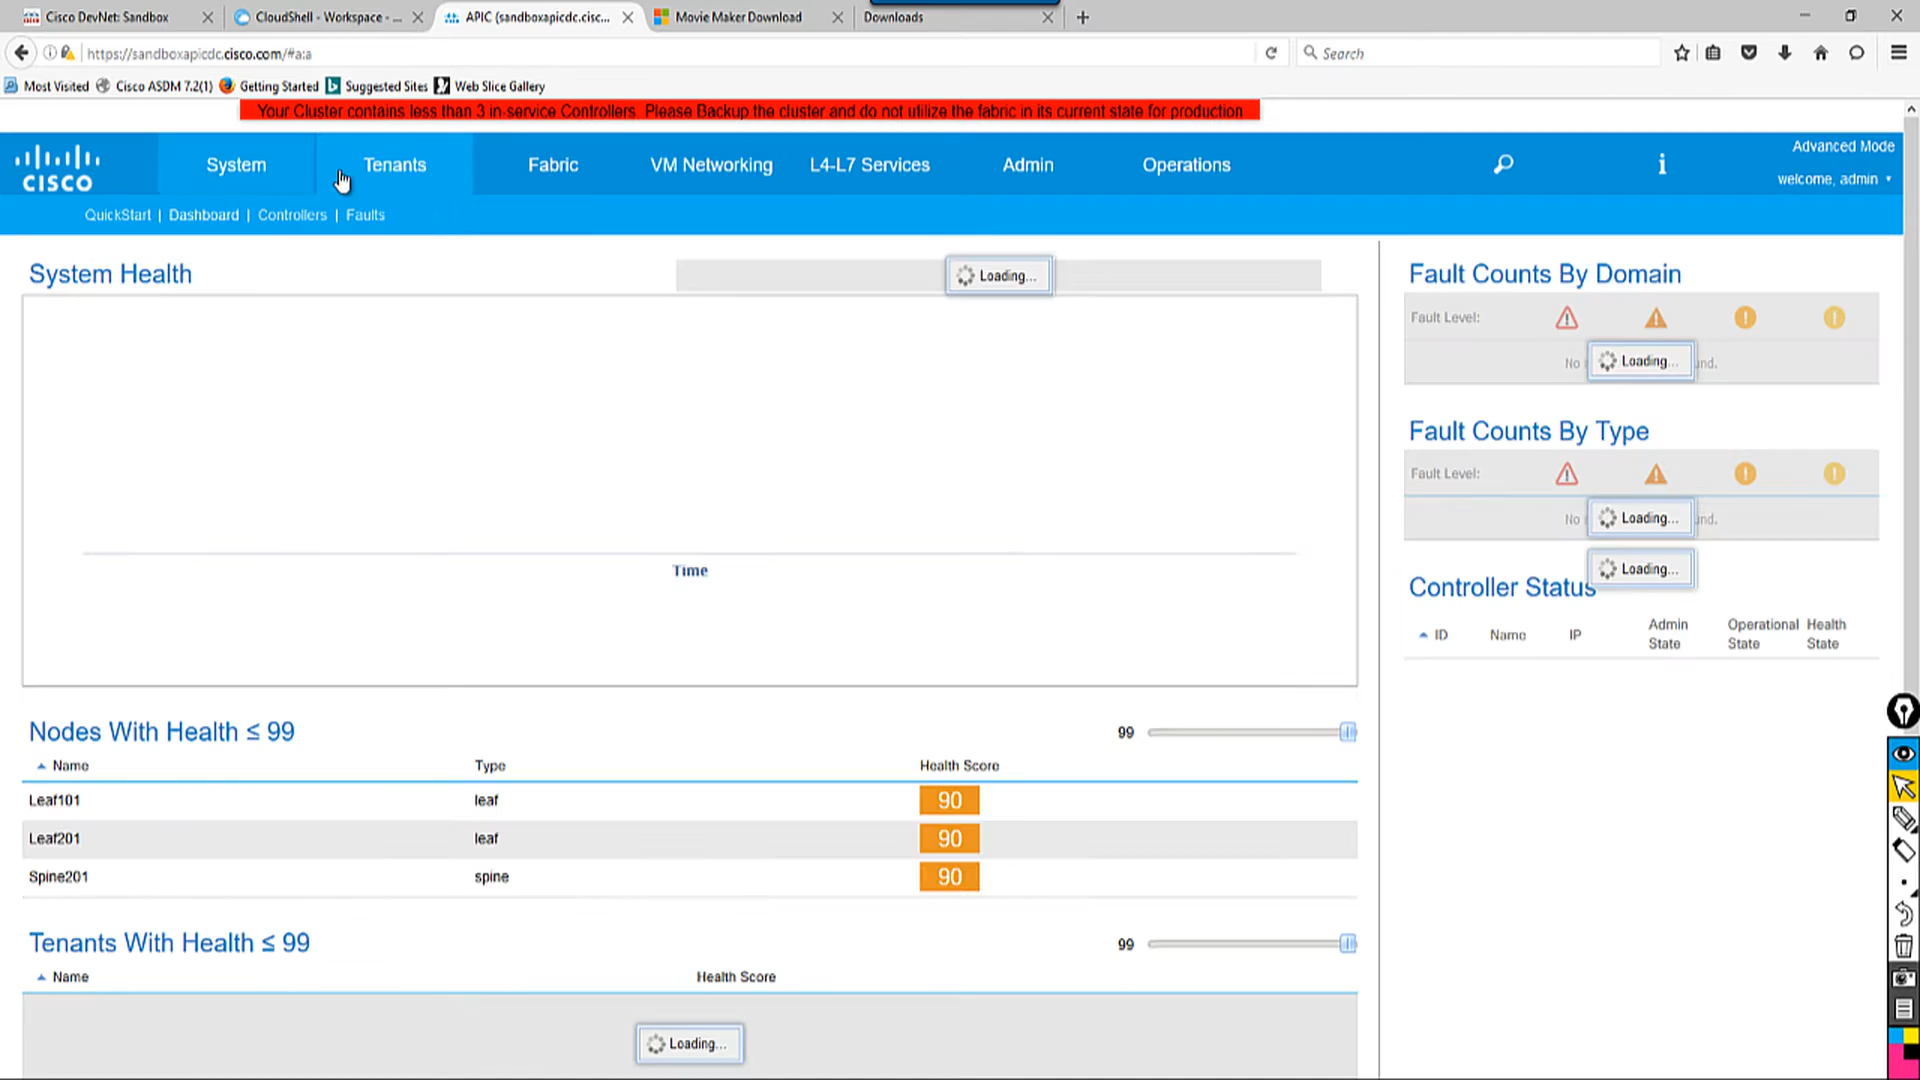 Cisco DevNet: Sandbox
CloudShell - Workspace - ...
APIC (sandboxapicdc.cisc...
Movie Maker Download
Downloads
https://sandboxapicdc.cisco.com/#a:a
Search
Most Visited
Cisco ASDM 7.2(1)
Getting Started
Suggested Sites
Web Slice Gallery
Your Cluster contains less than 3 in-service Controllers. Please Backup the cluster and do not utilize the fabric in its current state for production
CISCO
System
Tenants
Fabric
VM Networking
L4-L7 Services
Admin
Operations
i
Advanced Mode
welcome, admin
QuickStart | Dashboard | Controllers | Faults
System Health
Loading...
Time
Fault Counts By Domain
Fault Level:
No
Loading...
Fault Counts By Type
Fault Level:
No
Loading...
Loading...
Controller Status
ID
Name
IP
Admin State
Operational State
Health State
Nodes With Health ≤ 99
99
Name Type Health Score
Leaf101 leaf 90
Leaf201 leaf 90
Spine201 spine 90
Tenants With Health ≤ 99
99
Name Health Score
Loading...